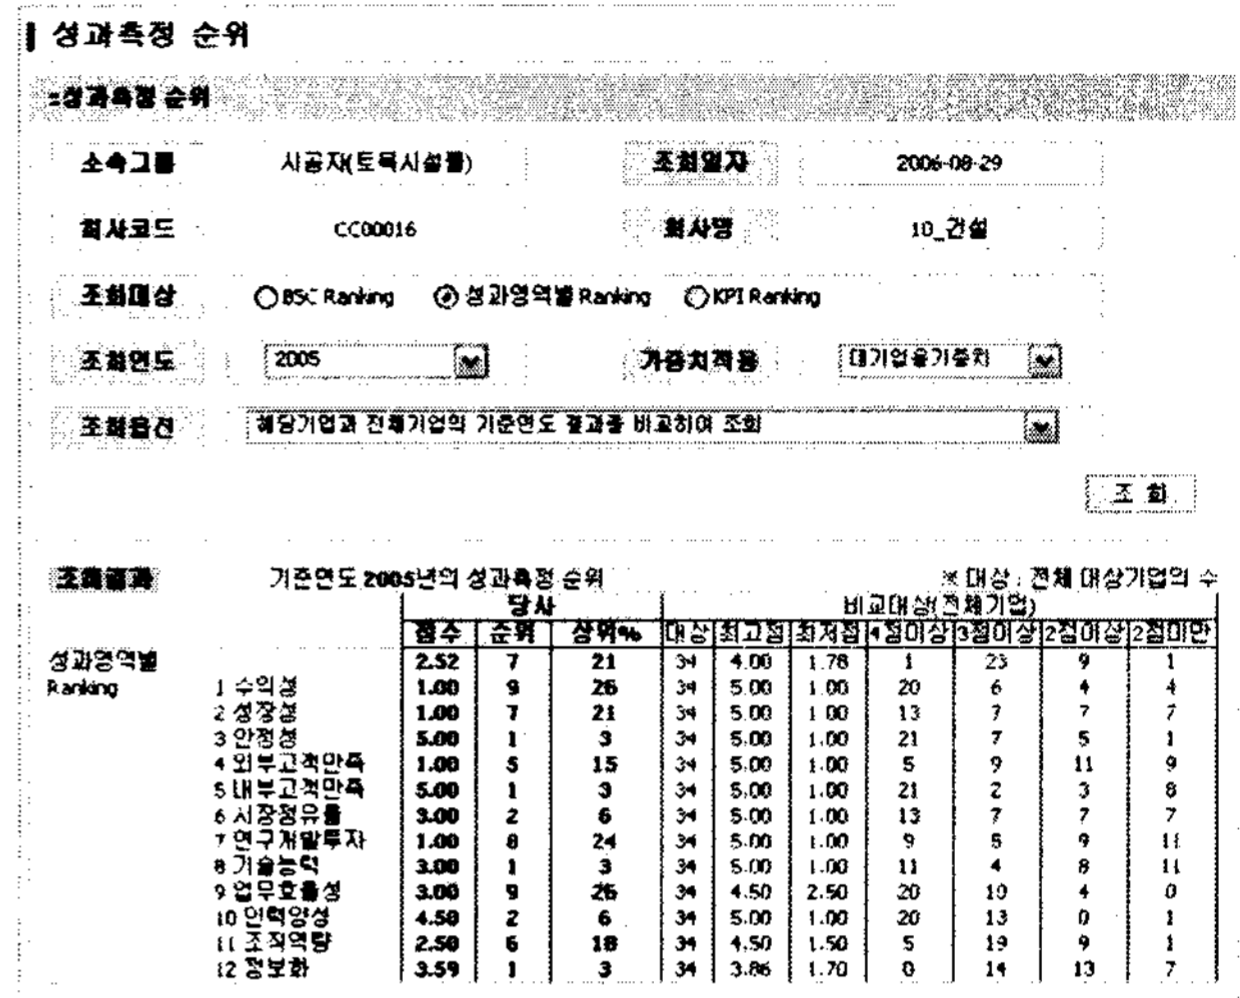 성과측정 순위
성과측정 순위
소속그룹 시공자(토목시설물) 조회일자 2006-08-29
회사코드 CC00016 회사명 10_건설
조회대상 BSC Ranking 성과영역별 Ranking KPI Ranking
조회연도 2005 가중치적용 대기업용가중치
조회옵션 해당기업과 전체기업의 기준연도 결과를 비교하여 조회
조 회
조회결과 기준연도 2005년의 성과측정 순위 ※ 대상 : 전체 대상기업의 수
당사 비교대상(전체기업)
점수 순위 상위% 대상 최고점 최저점 4점이상 3점이상 2점이상 2점미만
성과영역별 2.52 7 21 34 4.00 1.78 1 23 9 1
Ranking 1 수익성 1.00 9 26 34 5.00 1.00 20 6 4 4
2 성장성 1.00 7 21 34 5.00 1.00 13 7 7 7
3 안정성 5.00 1 3 34 5.00 1.00 21 7 5 1
4 외부고객만족 1.00 5 15 34 5.00 1.00 5 9 11 9
5 내부고객만족 5.00 1 3 34 5.00 1.00 21 2 3 8
6 시장점유율 3.00 2 6 34 5.00 1.00 13 7 7 7
7 연구개발투자 1.00 8 24 34 5.00 1.00 9 5 9 11
8 기술능력 3.00 1 3 34 5.00 1.00 11 4 8 11
9 업무효율성 3.00 9 26 34 4.50 2.50 20 10 4 0
10 인력양성 4.50 2 6 34 5.00 1.00 20 13 0 1
11 조직역량 2.50 6 18 34 4.50 1.50 5 19 9 1
12 정보화 3.59 1 3 34 3.86 1.70 0 14 13 7